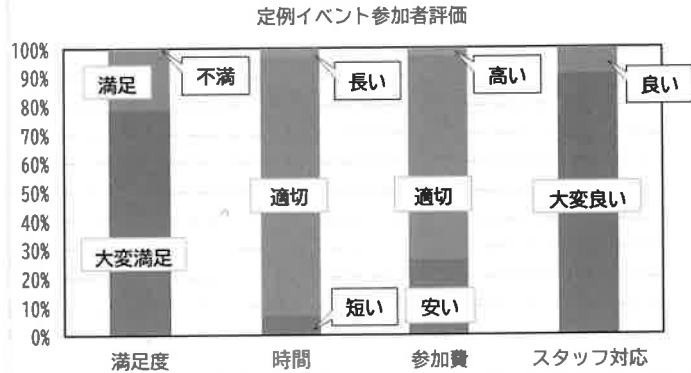 定例イベント参加者評価
100%
90%
80%
70%
60%
50%
40%
30%
20%
10%
0%
満足
不満
長い
高い
良い
大変満足
適切
適切
大変良い
短い
安い
満足度
時間
参加費
スタッフ対応